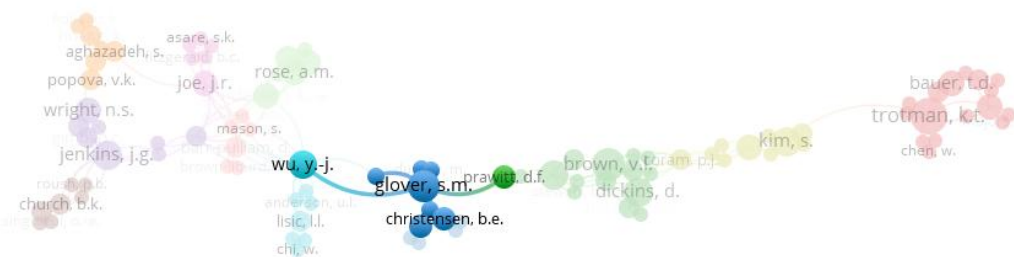 asare, s.k.
aghazadeh, s.
rose, a.m.
popova, v.k.
joe, j.r.
bauer, t.d.
wright, n.s.
trotman, k.t.
mason, s.
kim, s.
jenkins, j.g.
chen, w.
wu, y.-j.
brown, v.l.
prawitt, d.f.
glover, s.m.
dickins, d.
church, b.k.
christensen, b.e.
lisic, l.l.
chi, w.